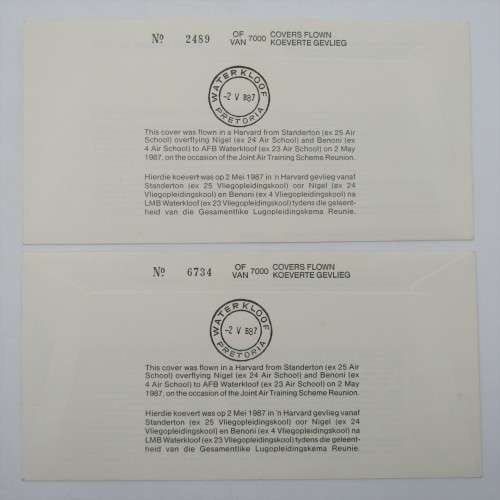 No 2489 OF VAN 7000 COVERS FLOWN
KOEVERTE GEVLIEG
WATERKLOOF
-2 V 87
PRETORIA
This cover was flown in a Harvard from Standerton (ex 25 Air
School) overflying Nigel (ex 24 Air School) and Benoni (ex
4 Air School) to AFB Waterkloof (ex 23 Air School) on 2 May
1987, on the occasion of the Joint Air Training Scheme Reunion.
Hierdie koevert was op 2 Mei 1987 in 'n Harvard gevlieg vanaf
Standerton (ex 25 Vliegopleidingskool) oor Nigel (ex 24
Vliegopleidingskool) en Benoni (ex 4 Vliegopleidingskool) na
LMB Waterkloof (ex 23 Vliegopleidingskool) tydens die geleent-
heid van die Gesamentlike Lugopleidingskema Reunie.
No 6734 OF VAN 7000 COVERS FLOWN
KOEVERTE GEVLIEG
WATERKLOOF
-2 V 87
PRETORIA
This cover was flown in a Harvard from Standerton (ex 25 Air
School) overflying Nigel (ex 24 Air School) and Benoni (ex
4 Air School) to AFB Waterkloof (ex 23 Air School) on 2 May
1987, on the occasion of the Joint Air Training Scheme Reunion.
Hierdie koevert was op 2 Mei 1987 in 'n Harvard gevlieg vanaf
Standerton (ex 25 Vliegopleidingskool) oor Nigel (ex 24
Vliegopleidingskool) en Benoni (ex 4 Vliegopleidingskool) na
LMB Waterkloof (ex 23 Vliegopleidingskool) tydens die geleent-
heid van die Gesamentlike Lugopleidingskema Reunie.